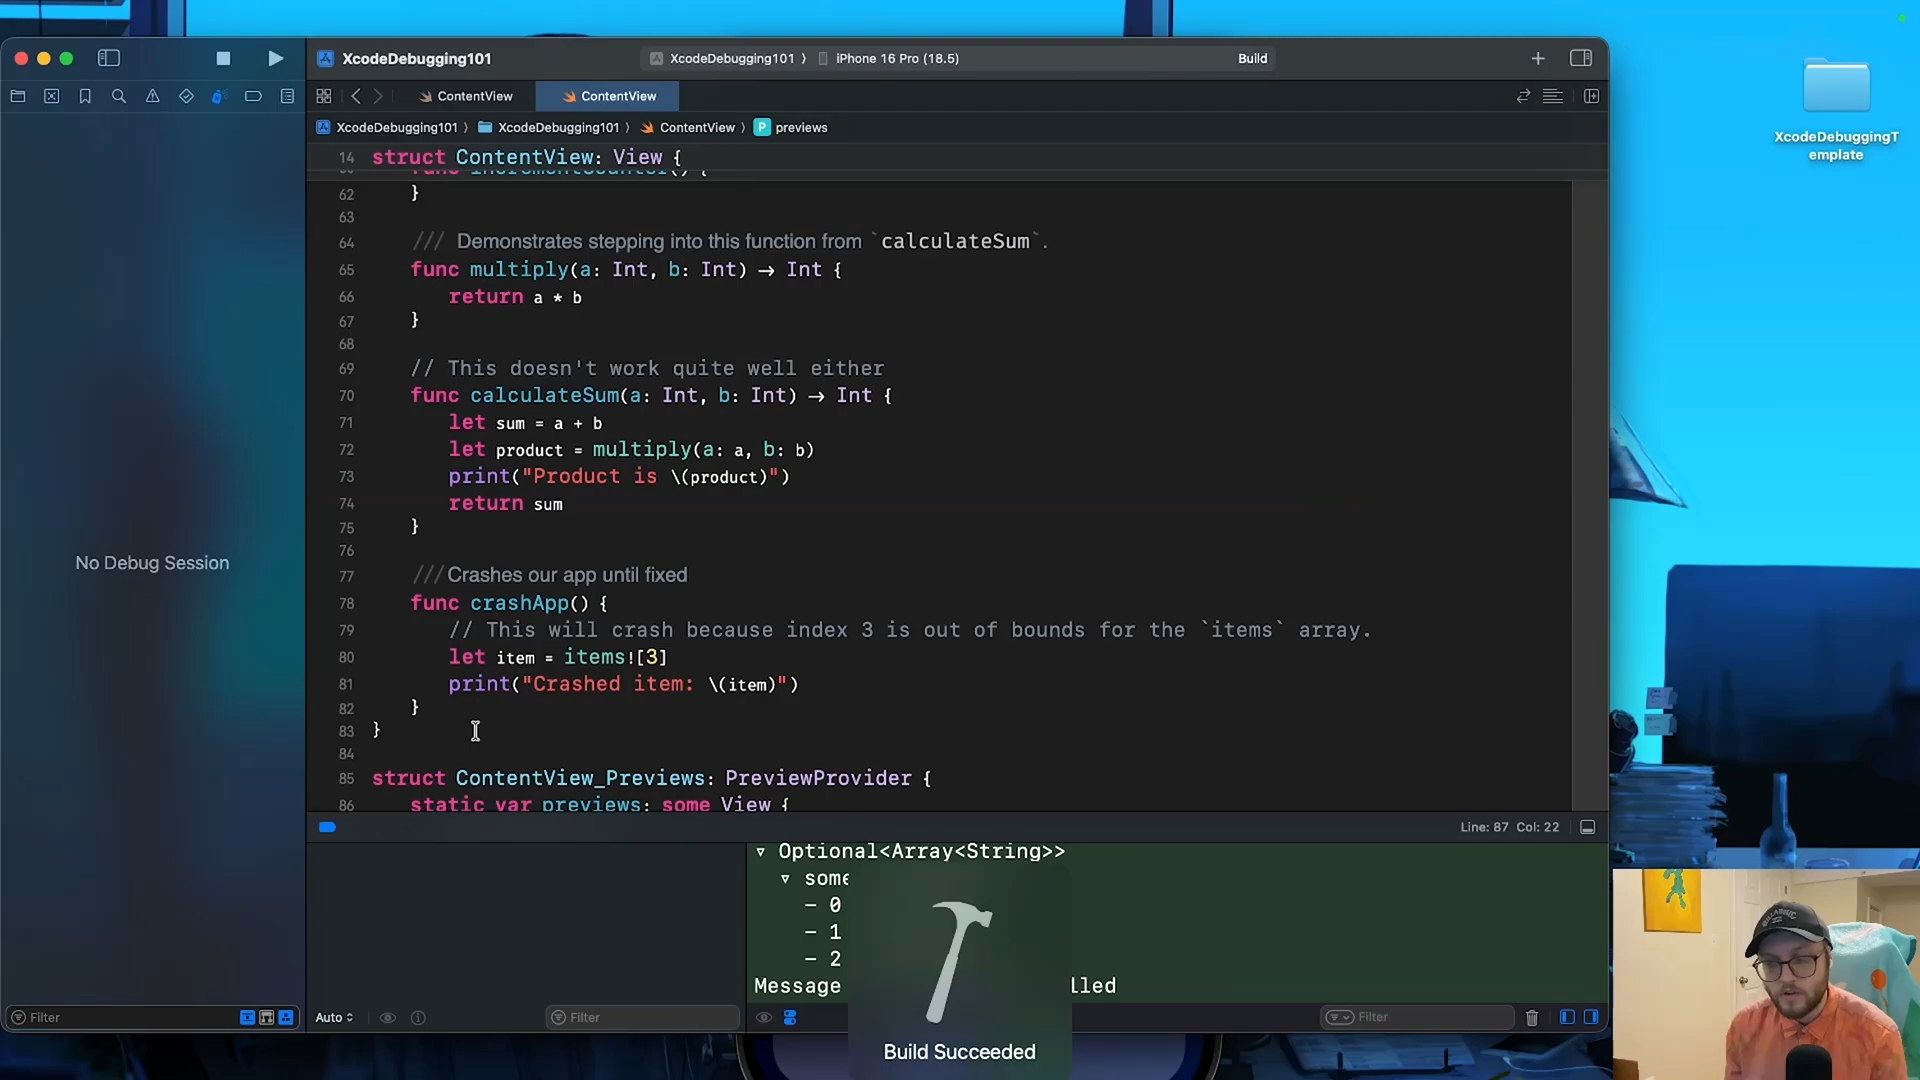 XcodeDebugging101
XcodeDebugging101 ⟩ iPhone 16 Pro (18.5)
Build
ContentView
ContentView
XcodeDebugging101 ⟩ XcodeDebugging101 ⟩ ContentView ⟩ P previews
XcodeDebuggingT
emplate
14 struct ContentView: View {
func incrementCounter() {
62 }
63
64 /// Demonstrates stepping into this function from `calculateSum`.
65 func multiply(a: Int, b: Int) -> Int {
66 return a * b
67 }
68
69 // This doesn't work quite well either
70 func calculateSum(a: Int, b: Int) -> Int {
71 let sum = a + b
72 let product = multiply(a: a, b: b)
73 print("Product is \(product)")
74 return sum
75 }
76
77 /// Crashes our app until fixed
78 func crashApp() {
79 // This will crash because index 3 is out of bounds for the `items` array.
80 let item = items![3]
81 print("Crashed item: \(item)")
82 }
83 }
84
85 struct ContentView_Previews: PreviewProvider {
86 static var previews: some View {
No Debug Session
Line: 87 Col: 22
▿ Optional<Array<String>>
▿ some
- 0
- 1
- 2
Message lled
Filter
Auto
Filter
Filter
Build Succeeded